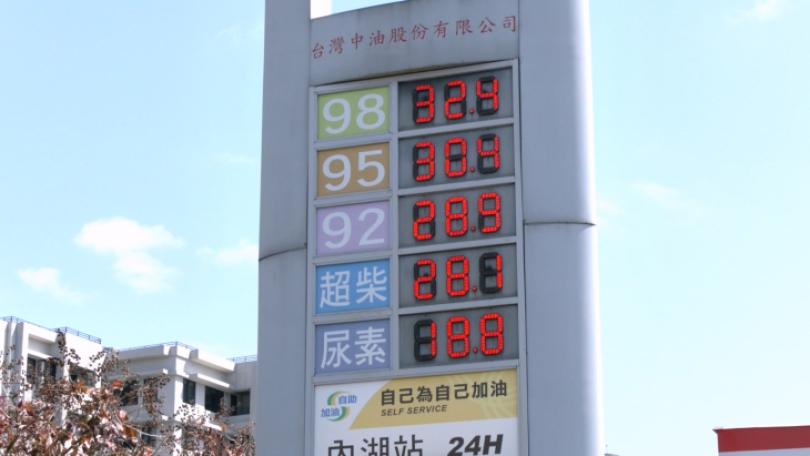 台灣中油股份有限公司
98 32.4
95 30.4
92 28.9
超柴 28.1
尿素 18.8
自助
加油
自己為自己加油
SELF SERVICE
內湖站 24H